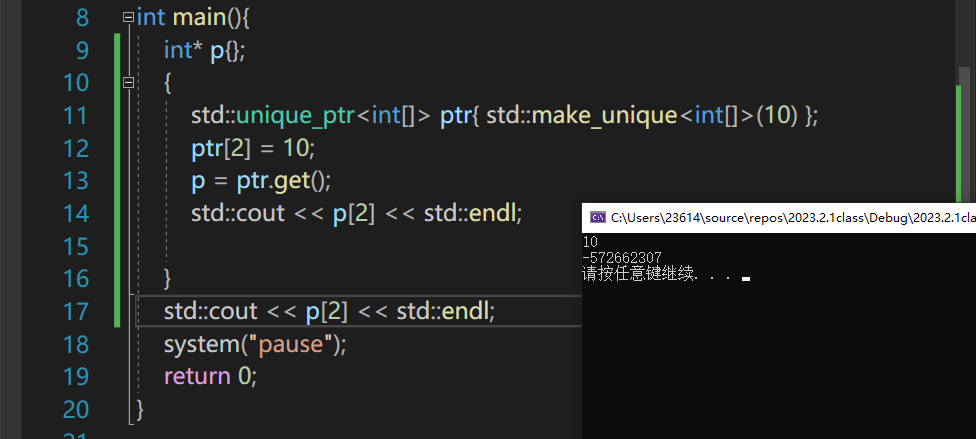 8 int main(){
9 int* p{};
10 {
11 std::unique_ptr<int[]> ptr{ std::make_unique<int[]>(10) };
12 ptr[2] = 10;
13 p = ptr.get();
14 std::cout << p[2] << std::endl;
15
16 }
17 std::cout << p[2] << std::endl;
18 system("pause");
19 return 0;
20 }
C:\Users\23614\source\repos\2023.2.1class\Debug\2023.2.1cla
10
-572662307
请按任意键继续. . .